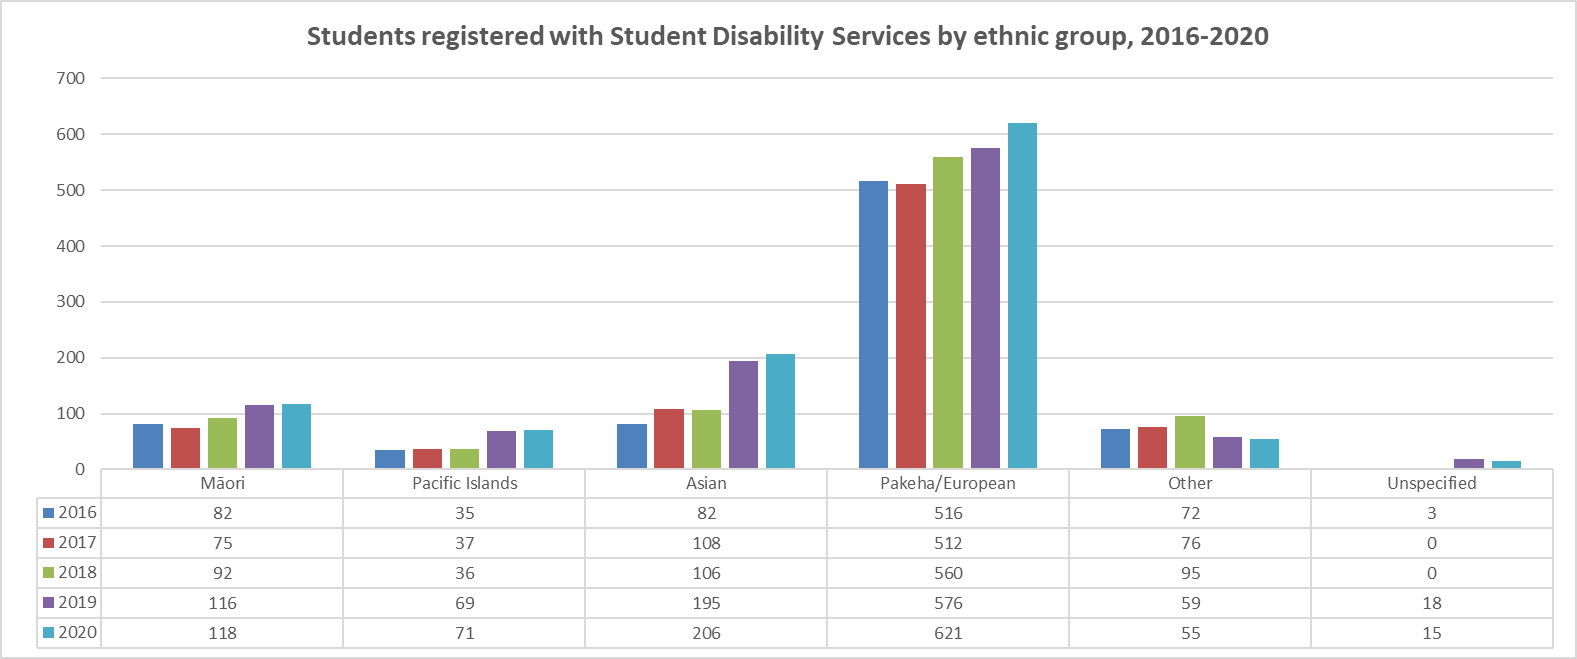 Students registered with Student Disability Services by ethnic group, 2016-2020
700
600
500
400
300
200
100
0
Māori Pacific Islands Asian Pakeha/European Other Unspecified
2016 82 35 82 516 72 3
2017 75 37 108 512 76 0
2018 92 36 106 560 95 0
2019 116 69 195 576 59 18
2020 118 71 206 621 55 15